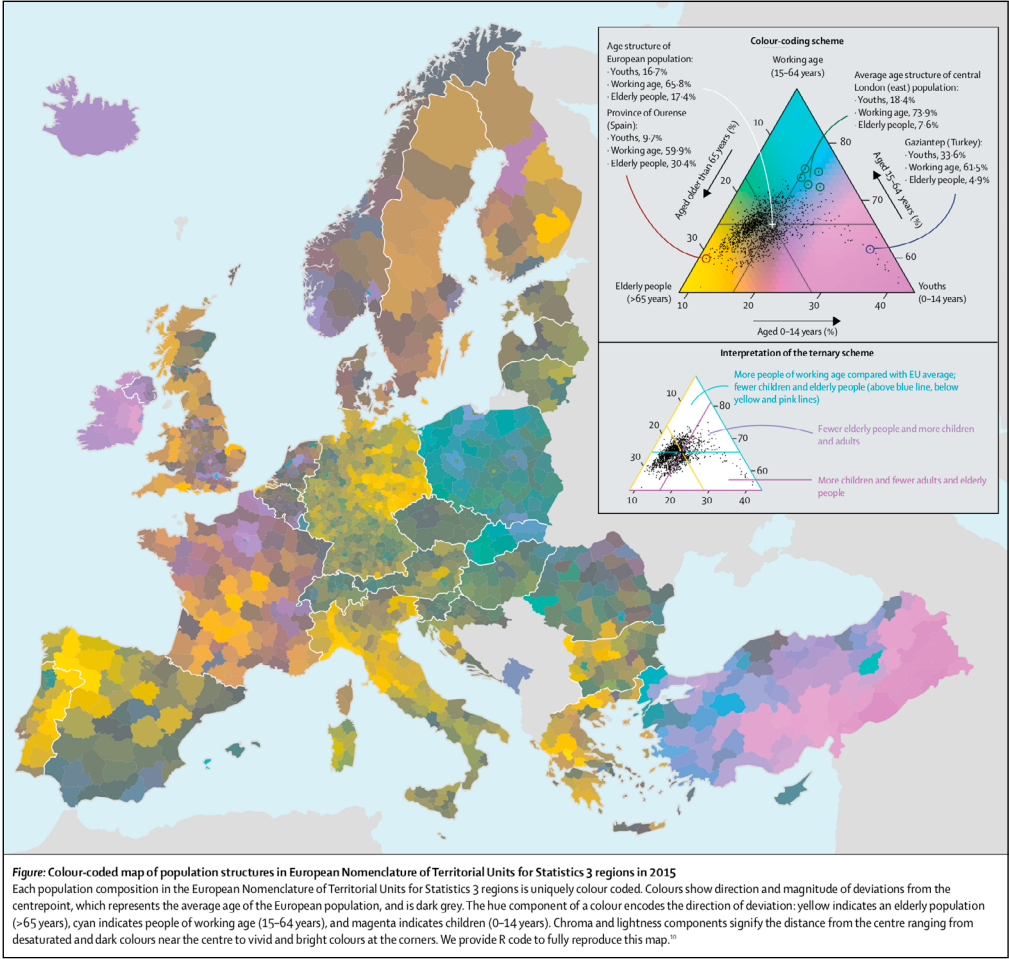 Colour-coding scheme
Age structure of
European population:
· Youths, 16·7%
· Working age, 65·8%
· Elderly people, 17·4%
Province of Ourense
(Spain):
· Youths, 9·7%
· Working age, 59·9%
· Elderly people, 30·4%
Working age
(15–64 years)
Average age structure of central
London (east) population:
· Youths, 18·4%
· Working age, 73·9%
· Elderly people, 7·6%
Gaziantep (Turkey):
· Youths, 33·6%
· Working age, 61·5%
· Elderly people, 4·9%
Aged older than 65 years (%)
10
20
30
Aged 15–64 years (%)
80
70
60
Elderly people
(>65 years)
Youths
(0–14 years)
10
20
30
40
Aged 0–14 years (%)
Interpretation of the ternary scheme
More people of working age compared with EU average;
fewer children and elderly people (above blue line, below
yellow and pink lines)
Fewer elderly people and more children
and adults
More children and fewer adults and elderly
people
10
20
30
80
70
60
10
20
30
40
Figure: Colour-coded map of population structures in European Nomenclature of Territorial Units for Statistics 3 regions in 2015
Each population composition in the European Nomenclature of Territorial Units for Statistics 3 regions is uniquely colour coded. Colours show direction and magnitude of deviations from the
centrepoint, which represents the average age of the European population, and is dark grey. The hue component of a colour encodes the direction of deviation: yellow indicates an elderly population
(>65 years), cyan indicates people of working age (15–64 years), and magenta indicates children (0–14 years). Chroma and lightness components signify the distance from the centre ranging from
desaturated and dark colours near the centre to vivid and bright colours at the corners. We provide R code to fully reproduce this map.¹⁰